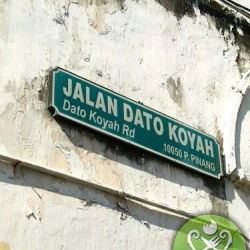 JALAN DATO KOYAH
Dato Koyah Rd
10050 P. PINANG